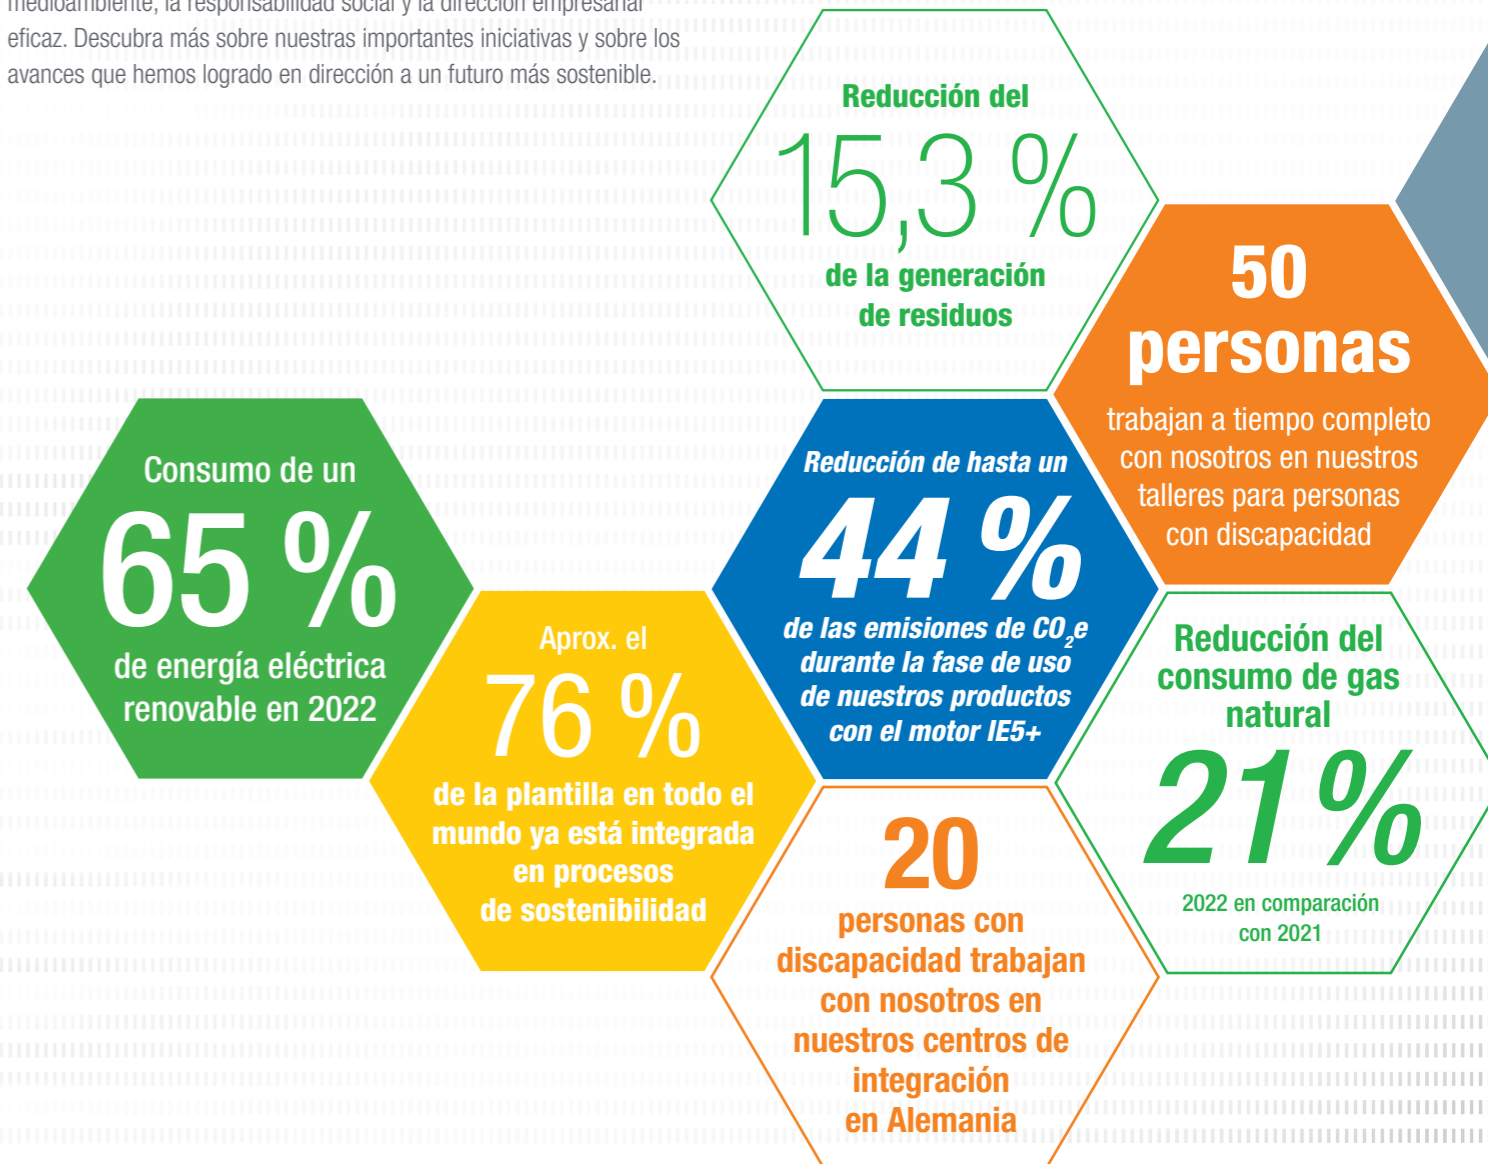 medioambiente, la responsabilidad social y la dirección empresarial
eficaz. Descubra más sobre nuestras importantes iniciativas y sobre los
avances que hemos logrado en dirección a un futuro más sostenible.
Reducción del
15,3 %
de la generación
de residuos
50
personas
trabajan a tiempo completo
con nosotros en nuestros
talleres para personas
con discapacidad
Consumo de un
65 %
de energía eléctrica
renovable en 2022
Aprox. el
76 %
de la plantilla en todo el
mundo ya está integrada
en procesos
de sostenibilidad
Reducción de hasta un
44 %
de las emisiones de CO₂e
durante la fase de uso
de nuestros productos
con el motor IE5+
Reducción del
consumo de gas
natural
21%
2022 en comparación
con 2021
20
personas con
discapacidad trabajan
con nosotros en
nuestros centros de
integración
en Alemania